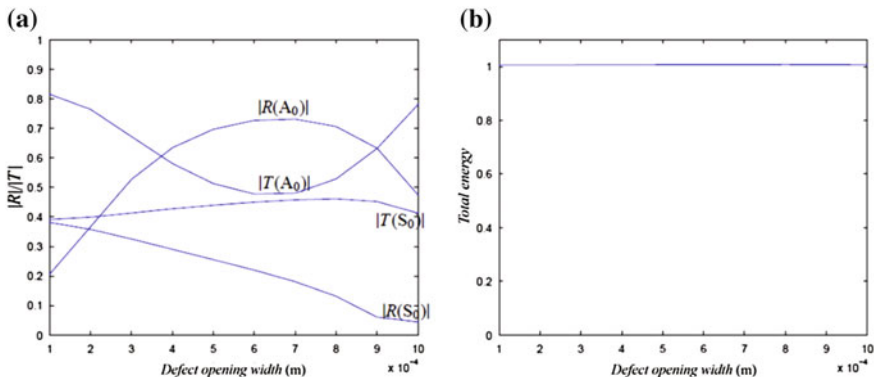 (a)
1
0.9
0.8
0.7
0.6
0.5
0.4
0.3
0.2
0.1
0
|R|/|T|
|R(A₀)|
|T(A₀)|
|T(S₀)|
|R(S₀)|
1 2 3 4 5 6 7 8 9 10
x 10⁻⁴
Defect opening width (m)
(b)
1
0.8
0.6
0.4
0.2
0
Total energy
1 2 3 4 5 6 7 8 9 10
x 10⁻⁴
Defect opening width (m)